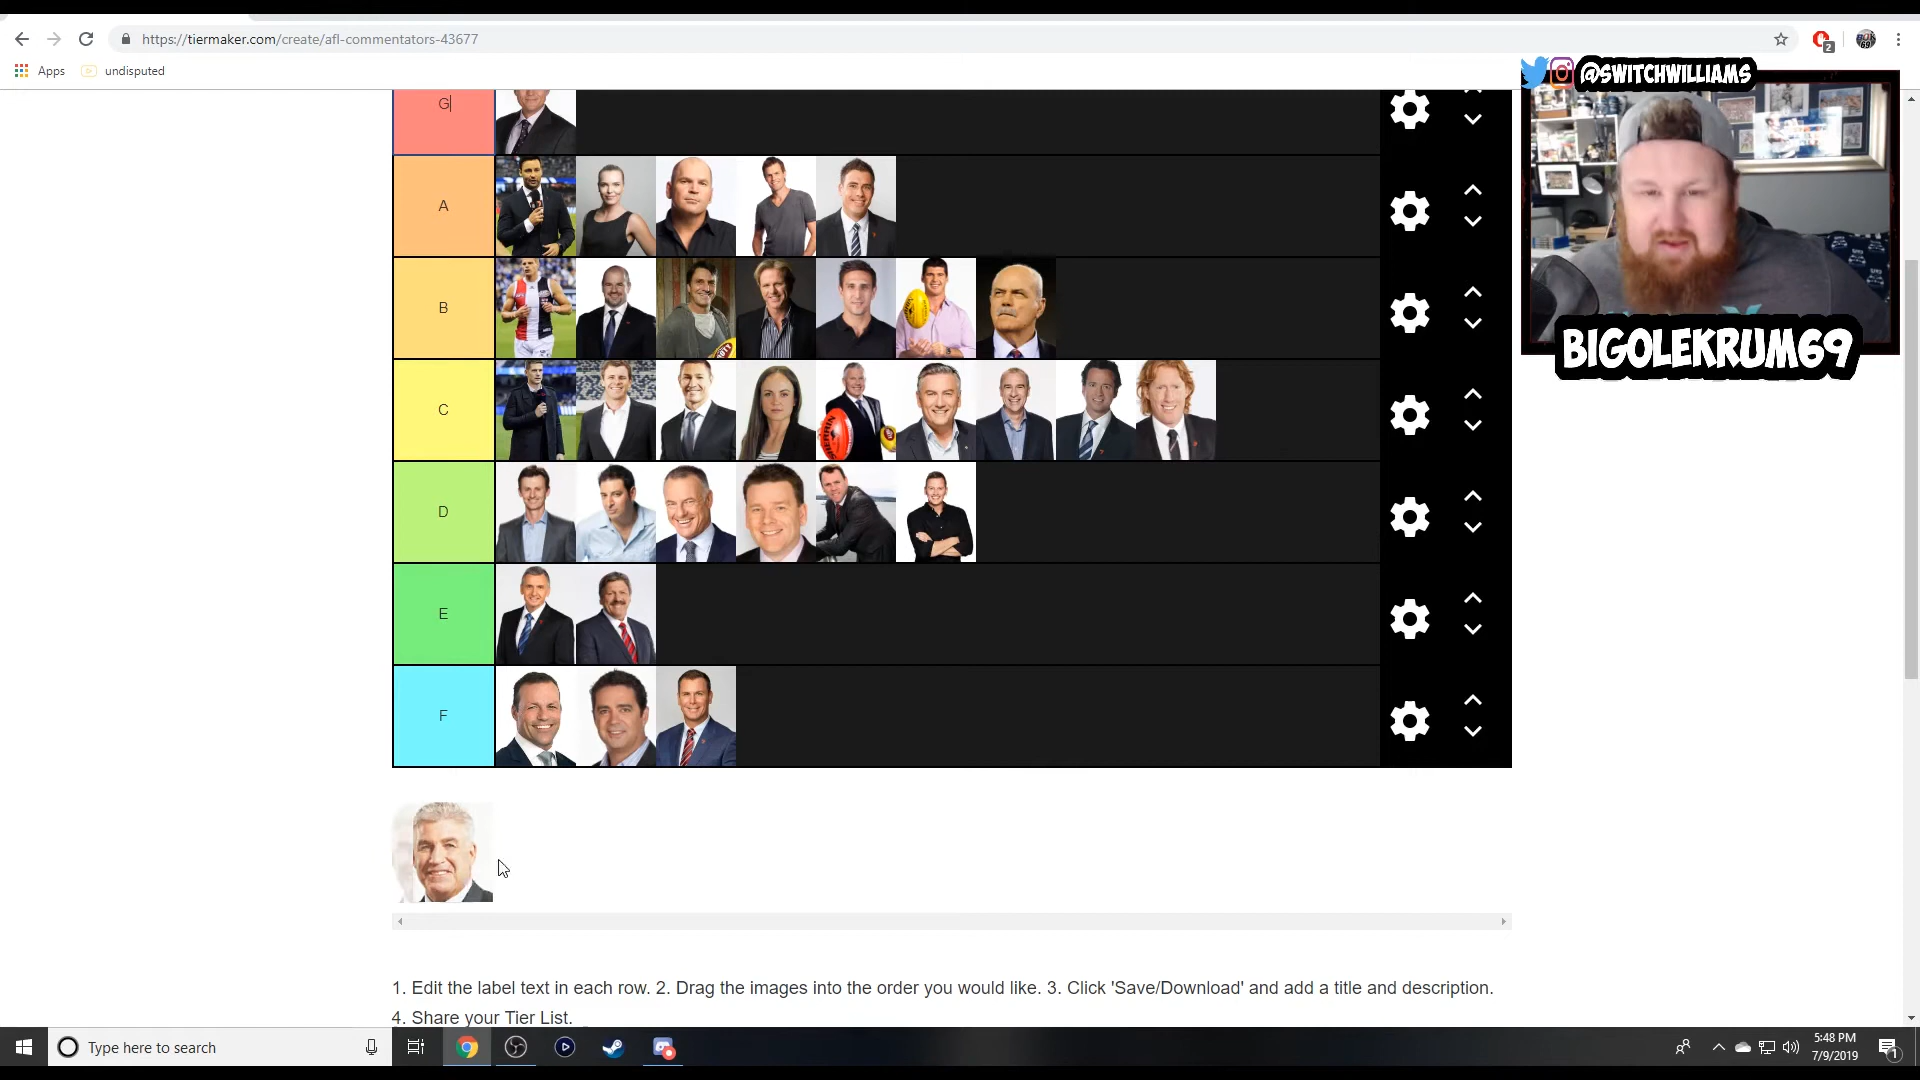 https://tiermaker.com/create/afl-commentators-43677
2
Apps undisputed
@SWITCHWILLIAMS
G
A
B
BIGOLEKRUM69
C
D
E
F
1. Edit the label text in each row. 2. Drag the images into the order you would like. 3. Click 'Save/Download' and add a title and description.
4. Share your Tier List.
Type here to search
5:48 PM
7/9/2019
1